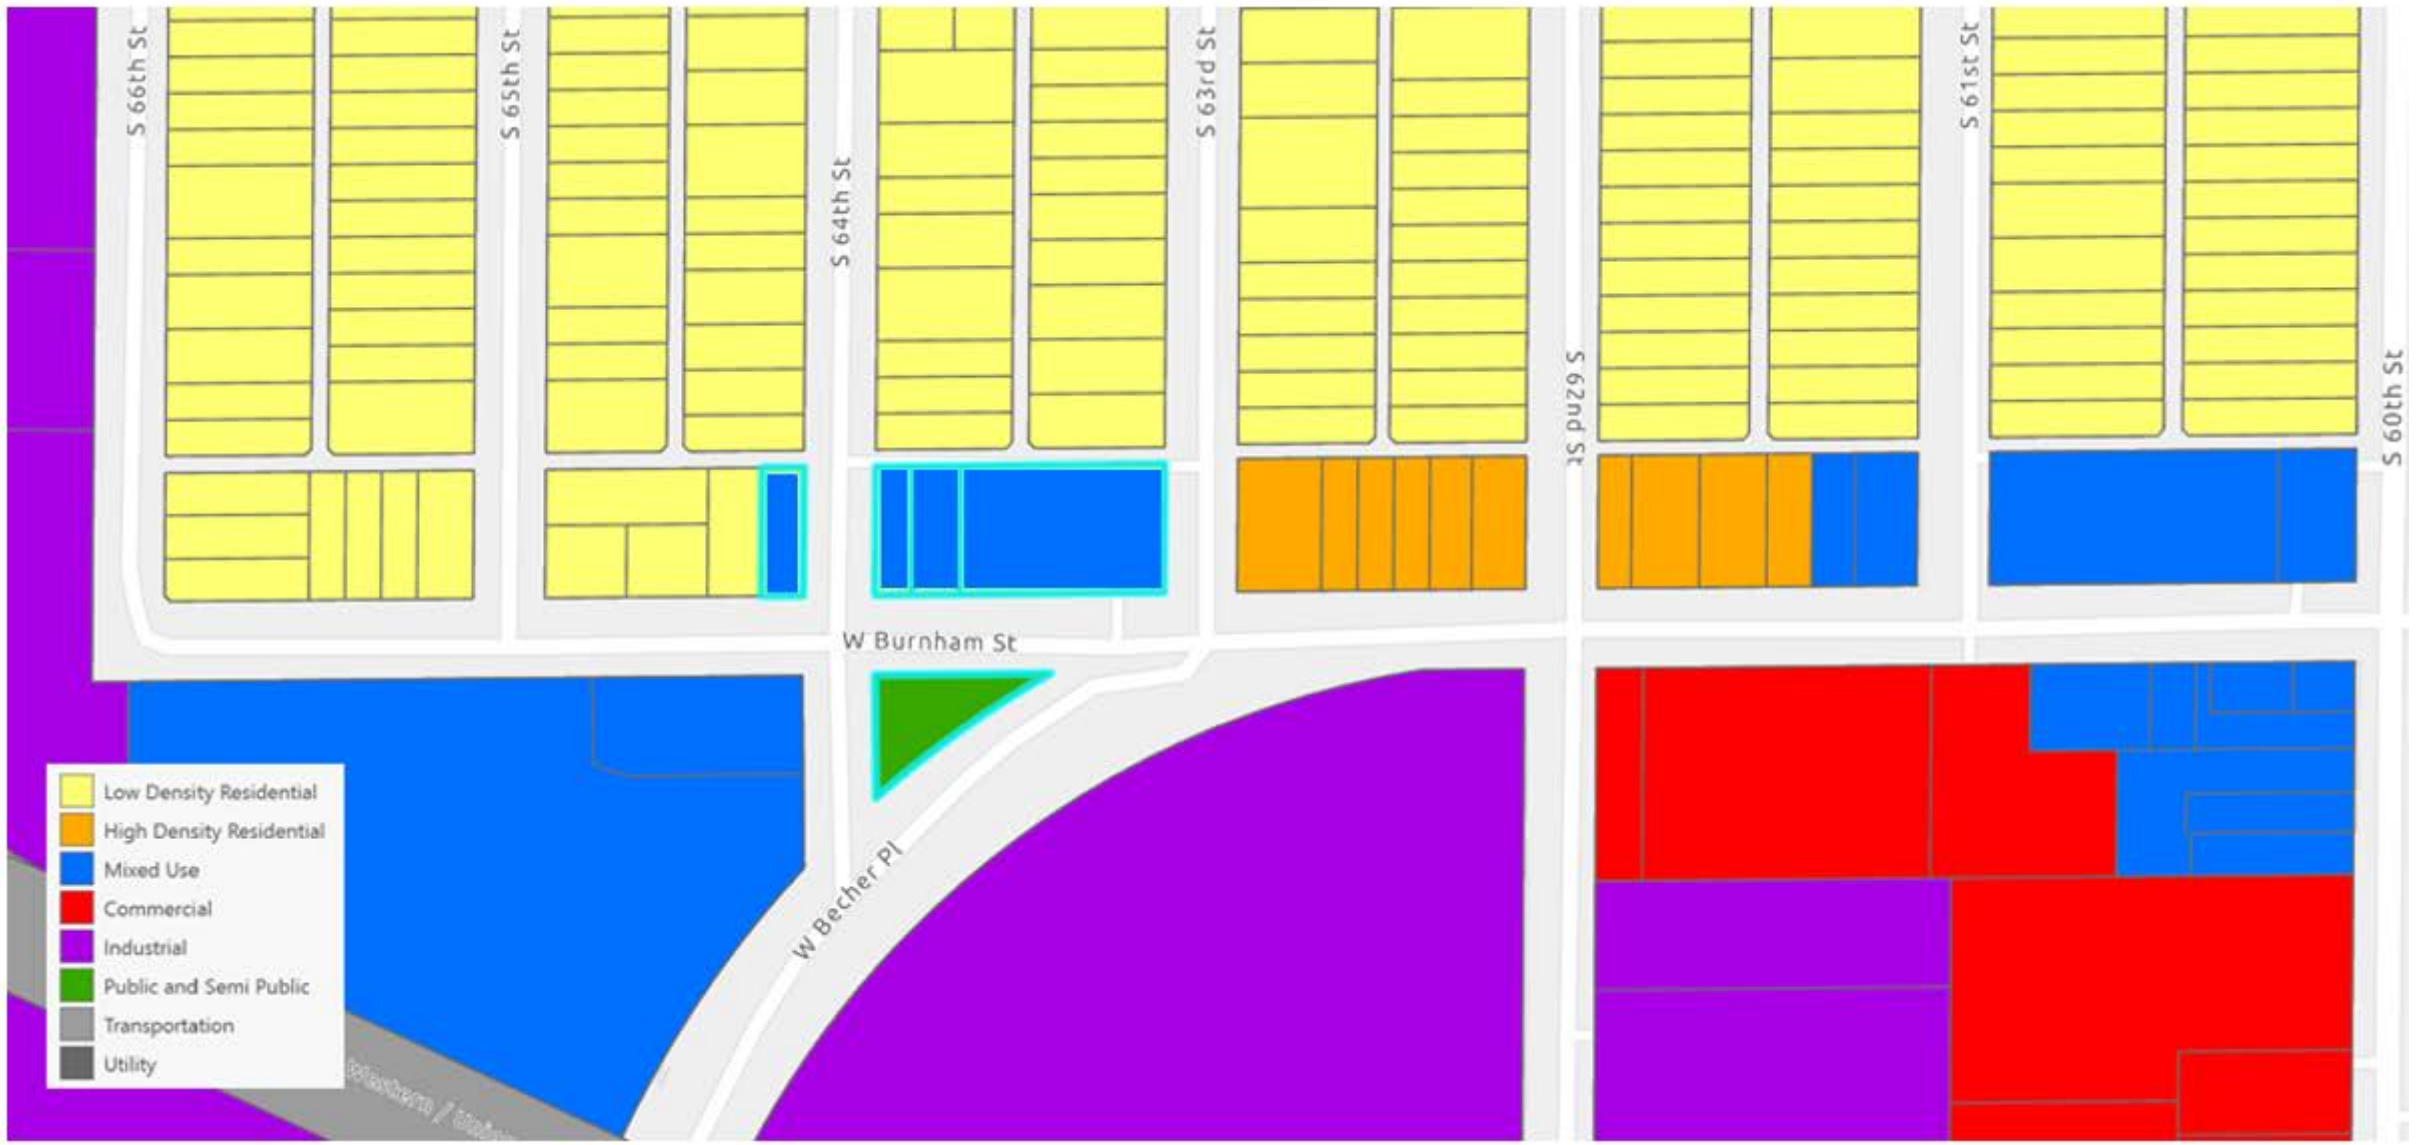 S 66th St
S 65th St
S 64th St
S 63rd St
S 62nd St
S 61st St
S 60th St
W Burnham St
W Becher Pl
Low Density Residential
High Density Residential
Mixed Use
Commercial
Industrial
Public and Semi Public
Transportation
Utility
Western /